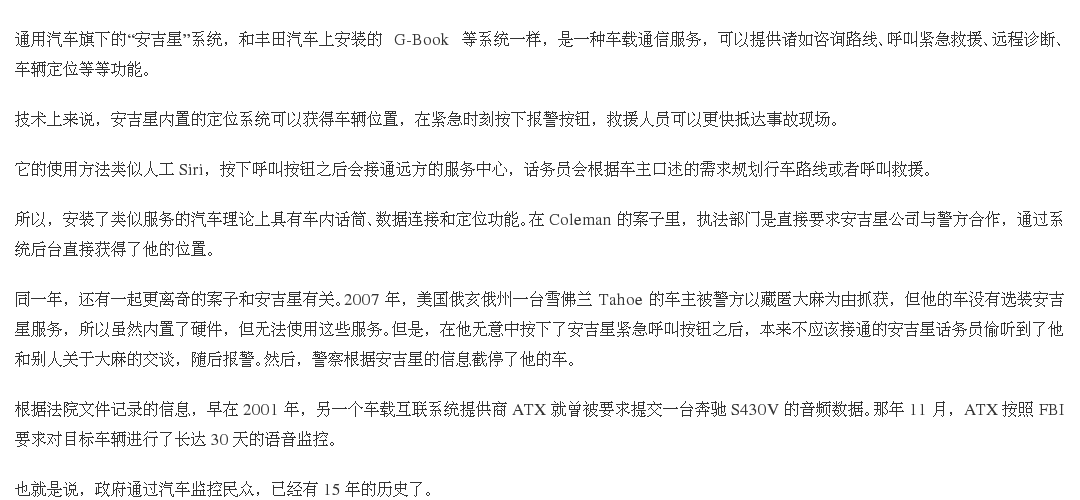 通用汽车旗下的“安吉星”系统，和丰田汽车上安装的 G-Book 等系统一样，是一种车载通信服务，可以提供诸如咨询路线、呼叫紧急救援、远程诊断、
车辆定位等等功能。
技术上来说，安吉星内置的定位系统可以获得车辆位置，在紧急时刻按下报警按钮，救援人员可以更快抵达事故现场。
它的使用方法类似人工 Siri，按下呼叫按钮之后会接通远方的服务中心，话务员会根据车主口述的需求规划行车路线或者呼叫救援。
所以，安装了类似服务的汽车理论上具有车内话筒、数据连接和定位功能。在 Coleman 的案子里，执法部门是直接要求安吉星公司与警方合作，通过系
统后台直接获得了他的位置。
同一年，还有一起更离奇的案子和安吉星有关。2007 年，美国俄亥俄州一台雪佛兰 Tahoe 的车主被警方以藏匿大麻为由抓获，但他的车没有选装安吉
星服务，所以虽然内置了硬件，但无法使用这些服务。但是，在他无意中按下了安吉星紧急呼叫按钮之后，本来不应该接通的安吉星话务员偷听到了他
和别人关于大麻的交谈，随后报警。然后，警察根据安吉星的信息截停了他的车。
根据法院文件记录的信息，早在 2001 年，另一个车载互联系统提供商 ATX 就曾被要求提交一台奔驰 S430V 的音频数据。那年 11 月，ATX 按照 FBI
要求对目标车辆进行了长达 30 天的语音监控。
也就是说，政府通过汽车监控民众，已经有 15 年的历史了。